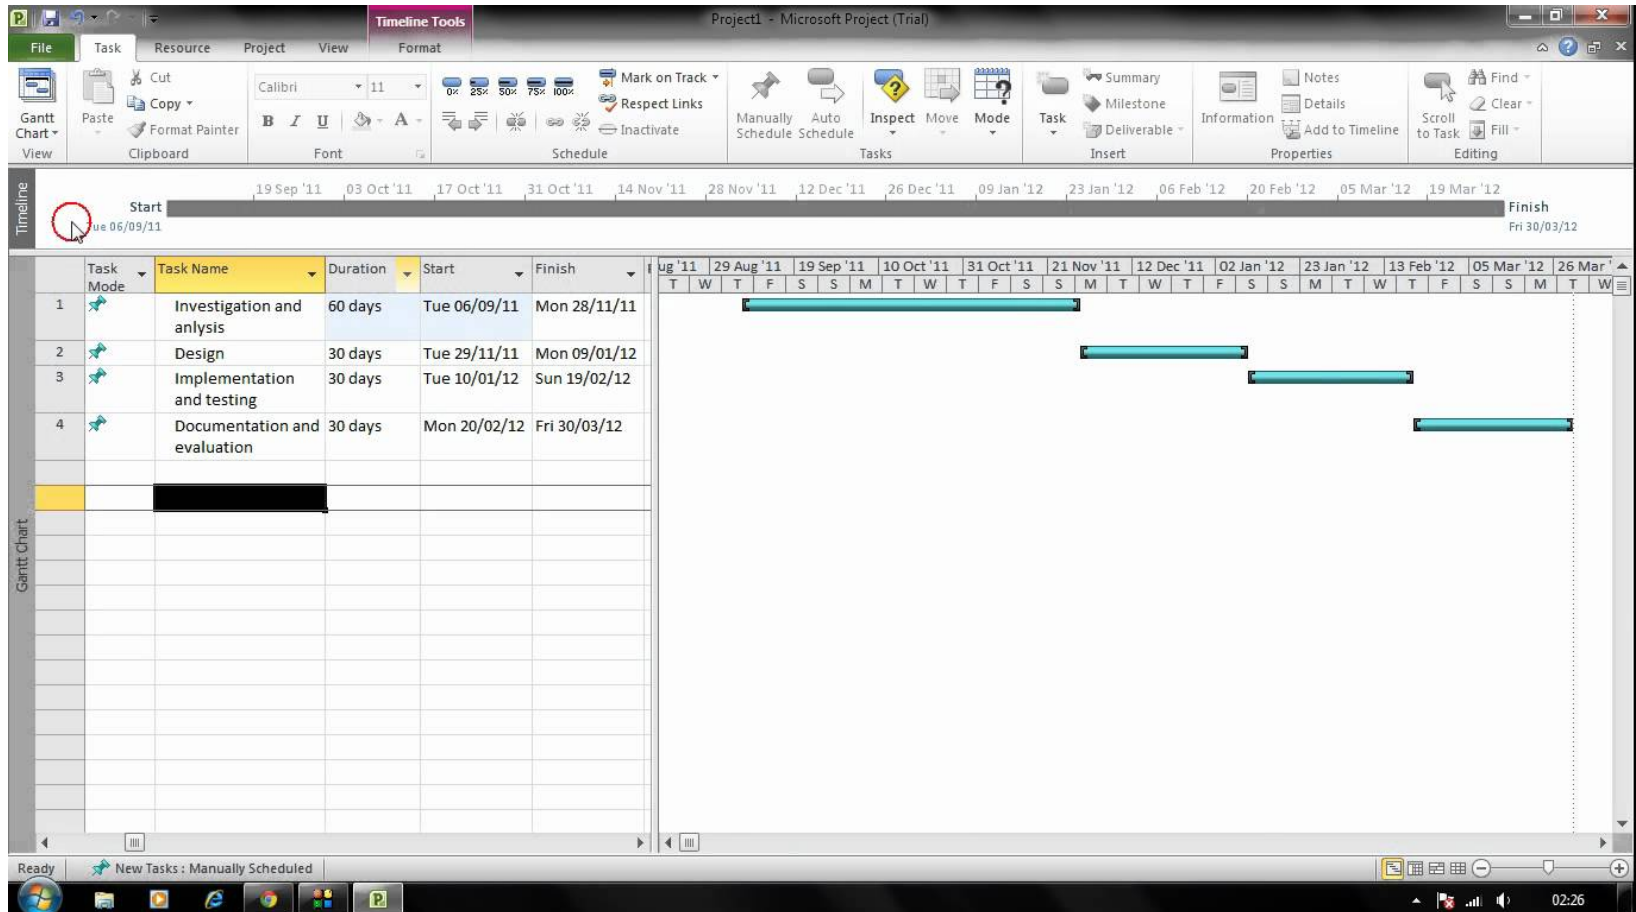 Timeline Tools
Project1 - Microsoft Project (Trial)
File Task Resource Project View Format
Gantt Chart
View
Paste
Cut
Copy
Format Painter
Clipboard
Calibri 11
B I U A
Font
0% 25% 50% 75% 100%
Mark on Track
Respect Links
Inactivate
Schedule
Manually Schedule
Auto Schedule
Inspect
Move
Mode
Tasks
Task
Summary
Milestone
Deliverable
Insert
Information
Notes
Details
Add to Timeline
Properties
Scroll to Task
Find
Clear
Fill
Editing
Timeline
19 Sep '11 03 Oct '11 17 Oct '11 31 Oct '11 14 Nov '11 28 Nov '11 12 Dec '11 26 Dec '11 09 Jan '12 23 Jan '12 06 Feb '12 20 Feb '12 05 Mar '12 19 Mar '12
Start
ue 06/09/11
Finish
Fri 30/03/12
Task Mode Task Name Duration Start Finish
ug '11 29 Aug '11 19 Sep '11 10 Oct '11 31 Oct '11 21 Nov '11 12 Dec '11 02 Jan '12 23 Jan '12 13 Feb '12 05 Mar '12 26 Mar '
T W T F S S M T W T F S S M T W T F S S M T W T F S S M T W
1 Investigation and anlysis 60 days Tue 06/09/11 Mon 28/11/11
2 Design 30 days Tue 29/11/11 Mon 09/01/12
3 Implementation and testing 30 days Tue 10/01/12 Sun 19/02/12
4 Documentation and evaluation 30 days Mon 20/02/12 Fri 30/03/12
Gantt Chart
Ready New Tasks : Manually Scheduled
02:26